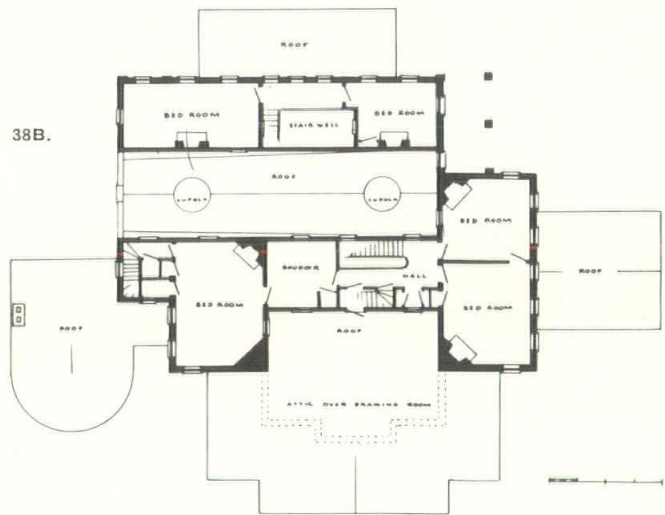 ROOF
38B.
BED ROOM
STAIR WELL
BED ROOM
ROOF
CUPOLA
CUPOLA
BED ROOM
BOUDOIR
HALL
BED ROOM
BED ROOM
ROOF
ROOF
ROOF
ATTIC OVER DRAWING ROOM